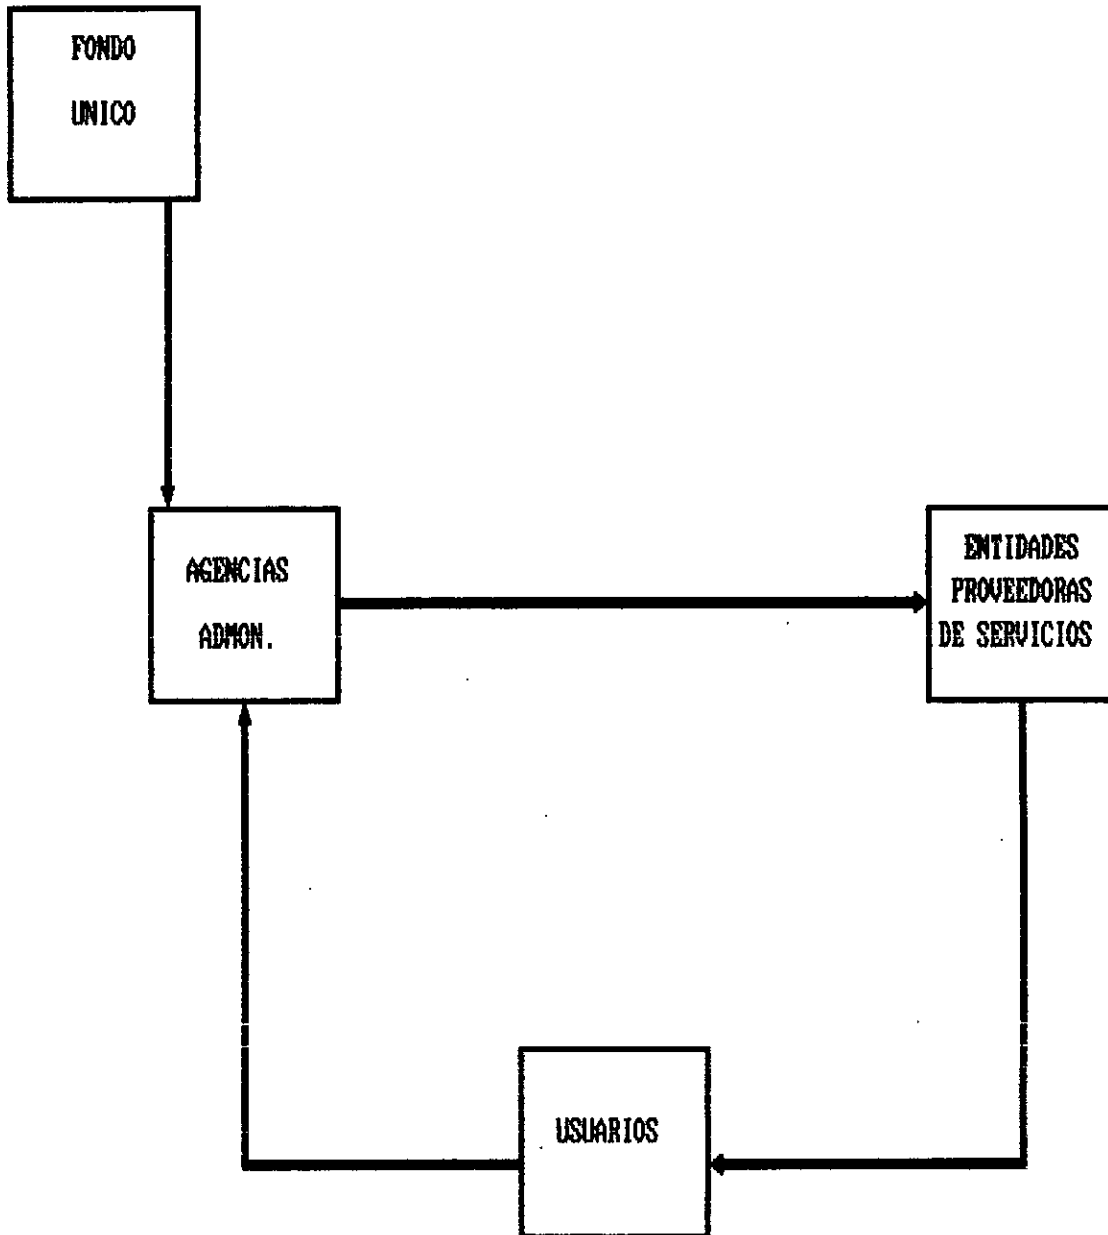 FONDO
UNICO
AGENCIAS
ADMON.
ENTIDADES
PROVEEDORAS
DE SERVICIOS
USUARIOS